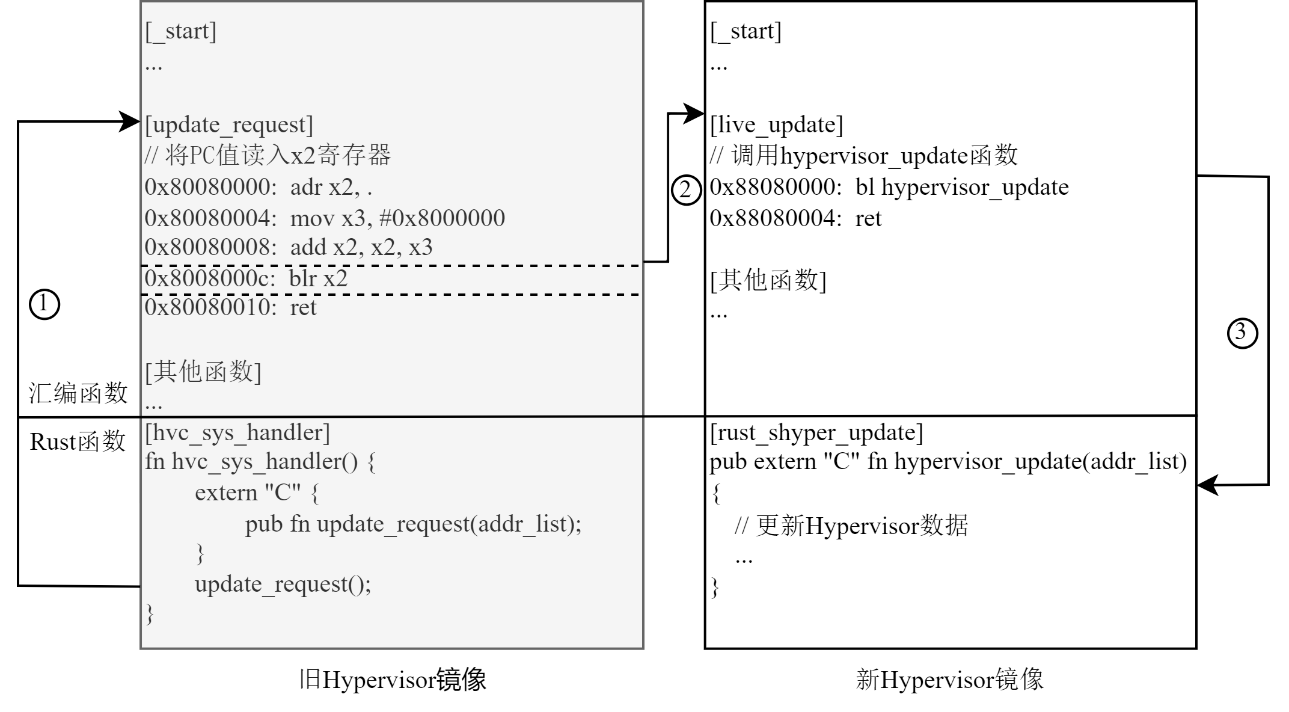 [_start]
...
[update_request]
// 将PC值读入x2寄存器
0x80080000: adr x2, .
0x80080004: mov x3, #0x8000000
0x80080008: add x2, x2, x3
0x8008000c: blr x2
0x80080010: ret
[其他函数]
...
[hvc_sys_handler]
fn hvc_sys_handler() {
extern "C" {
pub fn update_request(addr_list);
}
update_request();
}
旧Hypervisor镜像
①
汇编函数
Rust函数
②
[_start]
...
[live_update]
// 调用hypervisor_update函数
0x88080000: bl hypervisor_update
0x88080004: ret
[其他函数]
...
[rust_shyper_update]
pub extern "C" fn hypervisor_update(addr_list)
{
// 更新Hypervisor数据
...
}
新Hypervisor镜像
③